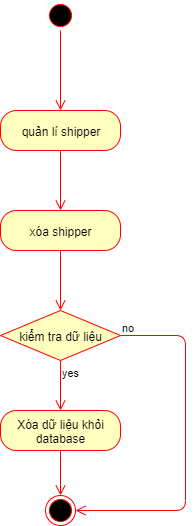 quản lí shipper
xóa shipper
kiểm tra dữ liệu
no
yes
Xóa dữ liệu khỏi
database